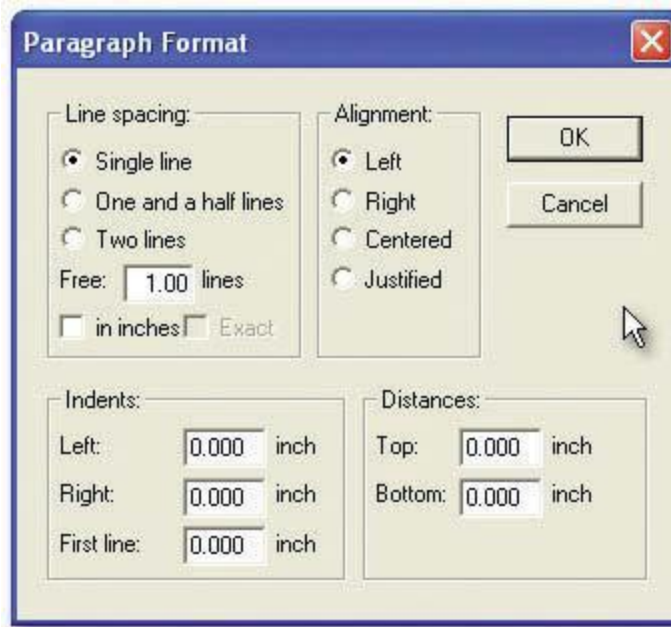 Paragraph Format
Line spacing:
Single line
One and a half lines
Two lines
Free: 1.00 lines
in inches Exact
Alignment:
Left
Right
Centered
Justified
OK
Cancel
Indents:
Left: 0.000 inch
Right: 0.000 inch
First line: 0.000 inch
Distances:
Top: 0.000 inch
Bottom: 0.000 inch